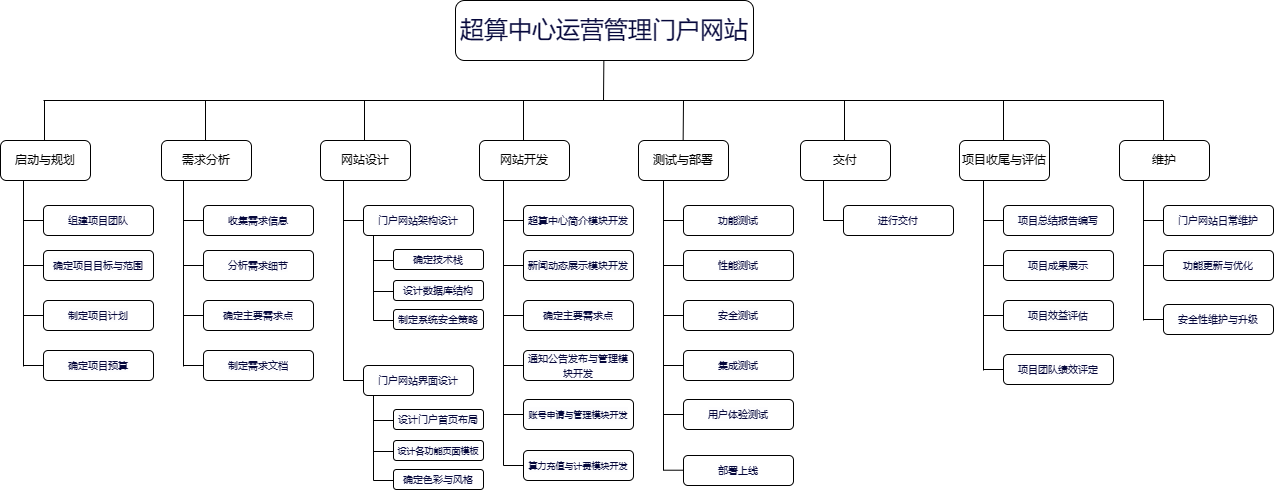 超算中心运营管理门户网站
启动与规划
组建项目团队
确定项目目标与范围
制定项目计划
确定项目预算
需求分析
收集需求信息
分析需求细节
确定主要需求点
制定需求文档
网站设计
门户网站架构设计
确定技术栈
设计数据库结构
制定系统安全策略
门户网站界面设计
设计门户首页布局
设计各功能页面模板
确定色彩与风格
网站开发
超算中心简介模块开发
新闻动态展示模块开发
确定主要需求点
通知公告发布与管理模
块开发
账号申请与管理模块开发
算力充值与计费模块开发
测试与部署
功能测试
性能测试
安全测试
集成测试
用户体验测试
部署上线
交付
进行交付
项目收尾与评估
项目总结报告编写
项目成果展示
项目效益评估
项目团队绩效评定
维护
门户网站日常维护
功能更新与优化
安全性维护与升级